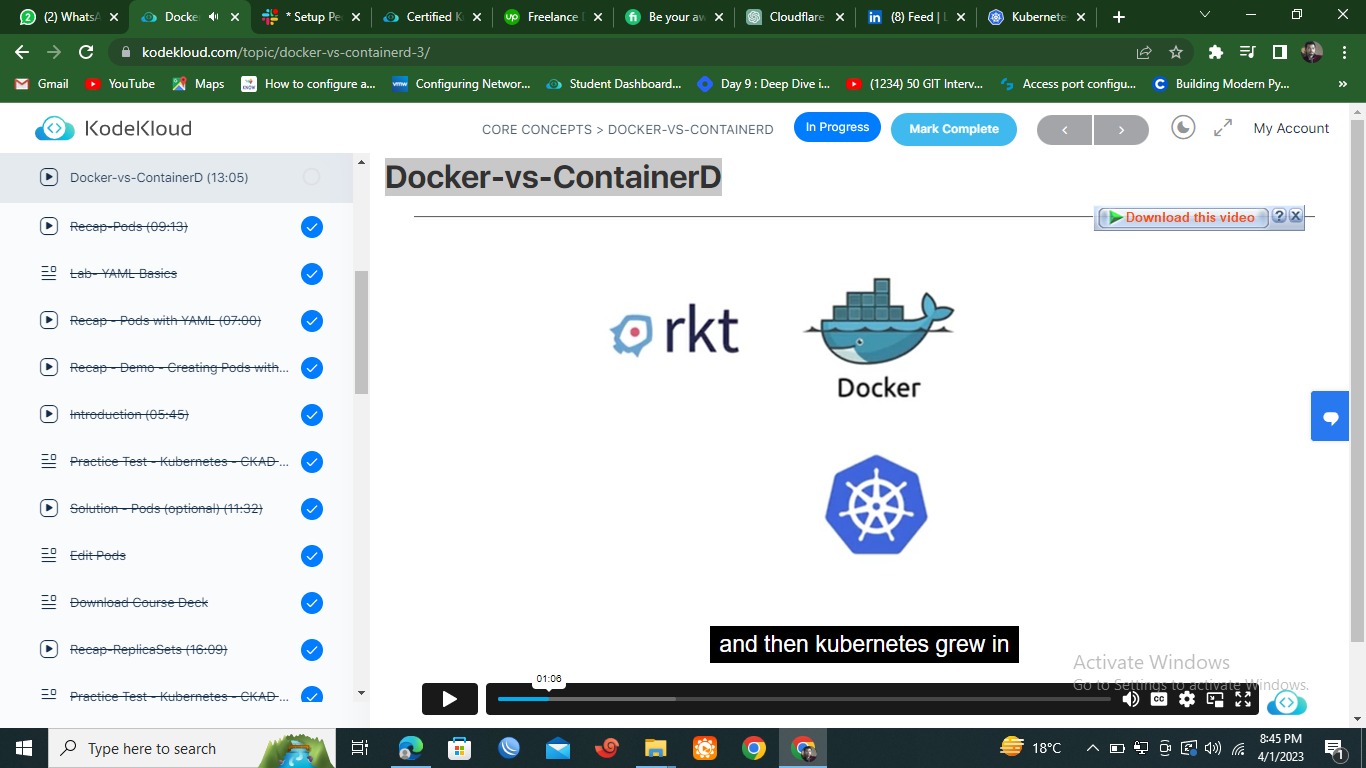 (2) WhatsA
Docke
* Setup Pe
Certified K
Freelance
Be your aw
Cloudflare
(8) Feed | L
Kubernete
kodekloud.com/topic/docker-vs-containerd-3/
Gmail
YouTube
Maps
How to configure a...
Configuring Networ...
Student Dashboard...
Day 9 : Deep Dive i...
(1234) 50 GIT Interv...
Access port configu...
Building Modern Py...
»
KodeKloud
CORE CONCEPTS > DOCKER-VS-CONTAINERD
In Progress
Mark Complete
My Account
Docker-vs-ContainerD (13:05)
Recap-Pods (09:13)
Lab- YAML Basics
Recap - Pods with YAML (07:00)
Recap - Demo - Creating Pods with...
Introduction (05:45)
Practice Test - Kubernetes - CKAD ...
Solution - Pods (optional) (11:32)
Edit Pods
Download Course Deck
Recap-ReplicaSets (16:09)
Practice Test - Kubernetes - CKAD ...
Docker-vs-ContainerD
Download this video
rkt
Docker
and then kubernetes grew in
01:06
CC
Activate Windows
Go to Settings to activate Windows.
Type here to search
18°C
8:45 PM
4/1/2023
1